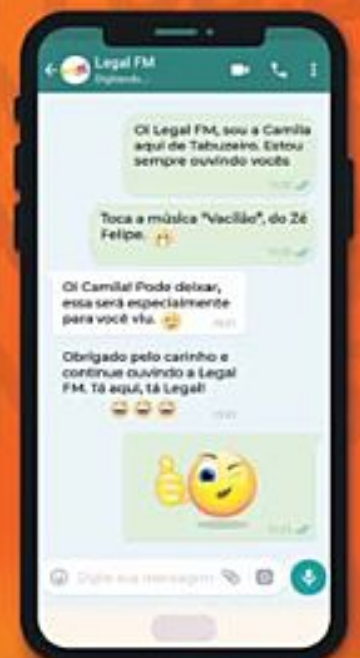 Legal FM
Digitando...
Oi Legal FM, sou a Camila
aqui de Tabuzeiro. Estou
sempre ouvindo vocês
Toca a música "Vacilão", do Zé
Felipe.
Oi Camila! Pode deixar,
essa será especialmente
para você viu.
Obrigado pelo carinho e
continue ouvindo a Legal
FM. Tá aqui, tá Legal!
Digite sua mensagem